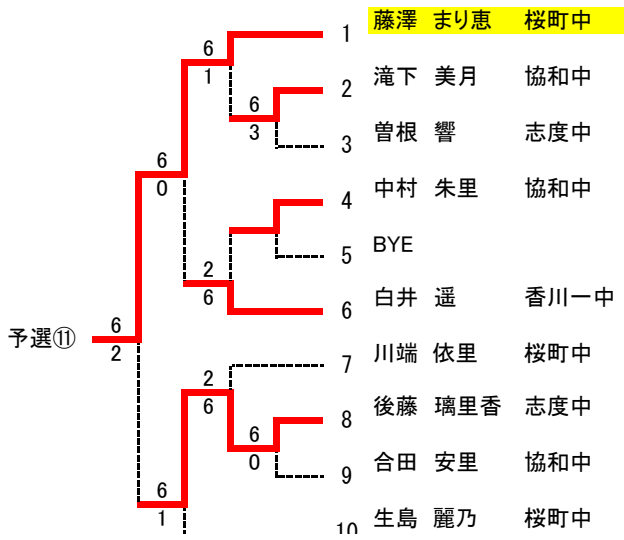 1 藤澤 まり恵 桜町中
6
1
2 滝下 美月 協和中
6
3
3 曽根 響 志度中
6
0
4 中村 朱里 協和中
5 BYE
2
6
6 白井 遥 香川一中
予選⑪
6
2
7 川端 依里 桜町中
2
6
8 後藤 璃里香 志度中
6
0
9 合田 安里 協和中
6
1
10 生島 麗乃 桜町中